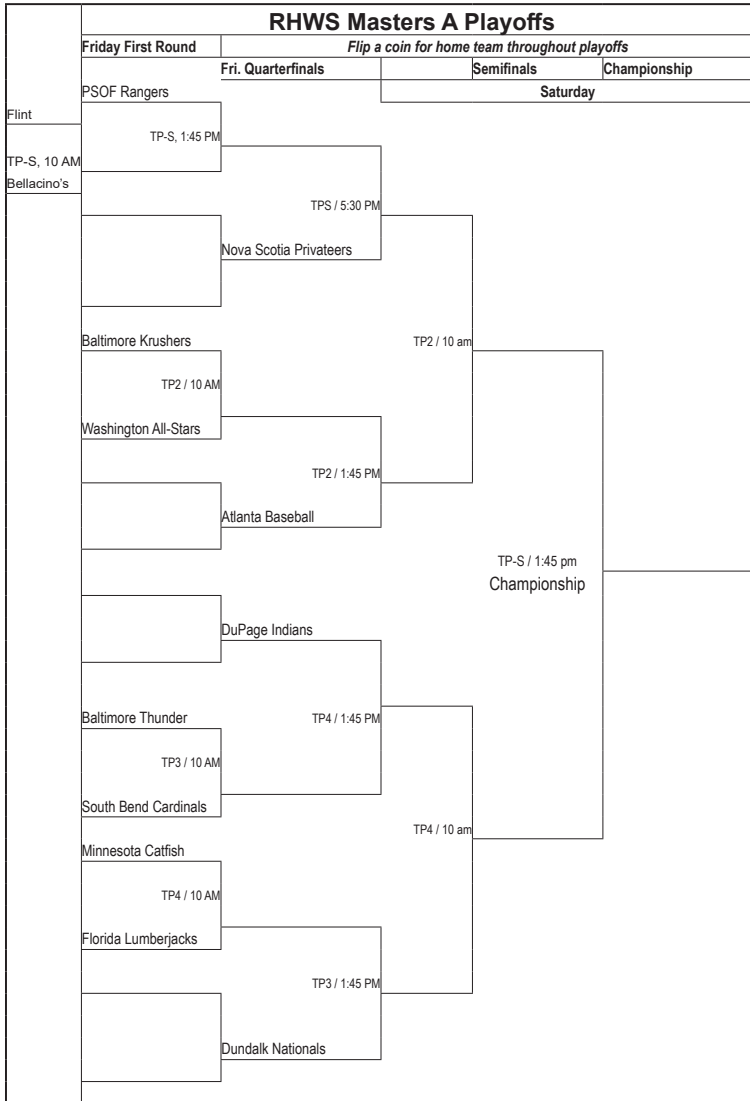 RHWS Masters A Playoffs
Friday First Round
Flip a coin for home team throughout playoffs
Fri. Quarterfinals
Semifinals
Championship
PSOF Rangers
Saturday
Flint
TP-S, 1:45 PM
TP-S, 10 AM
Bellacino’s
TPS / 5:30 PM
Nova Scotia Privateers
Baltimore Krushers
TP2 / 10 am
TP2 / 10 AM
Washington All-Stars
TP2 / 1:45 PM
Atlanta Baseball
TP-S / 1:45 pm
Championship
DuPage Indians
Baltimore Thunder
TP4 / 1:45 PM
TP3 / 10 AM
South Bend Cardinals
TP4 / 10 am
Minnesota Catfish
TP4 / 10 AM
Florida Lumberjacks
TP3 / 1:45 PM
Dundalk Nationals